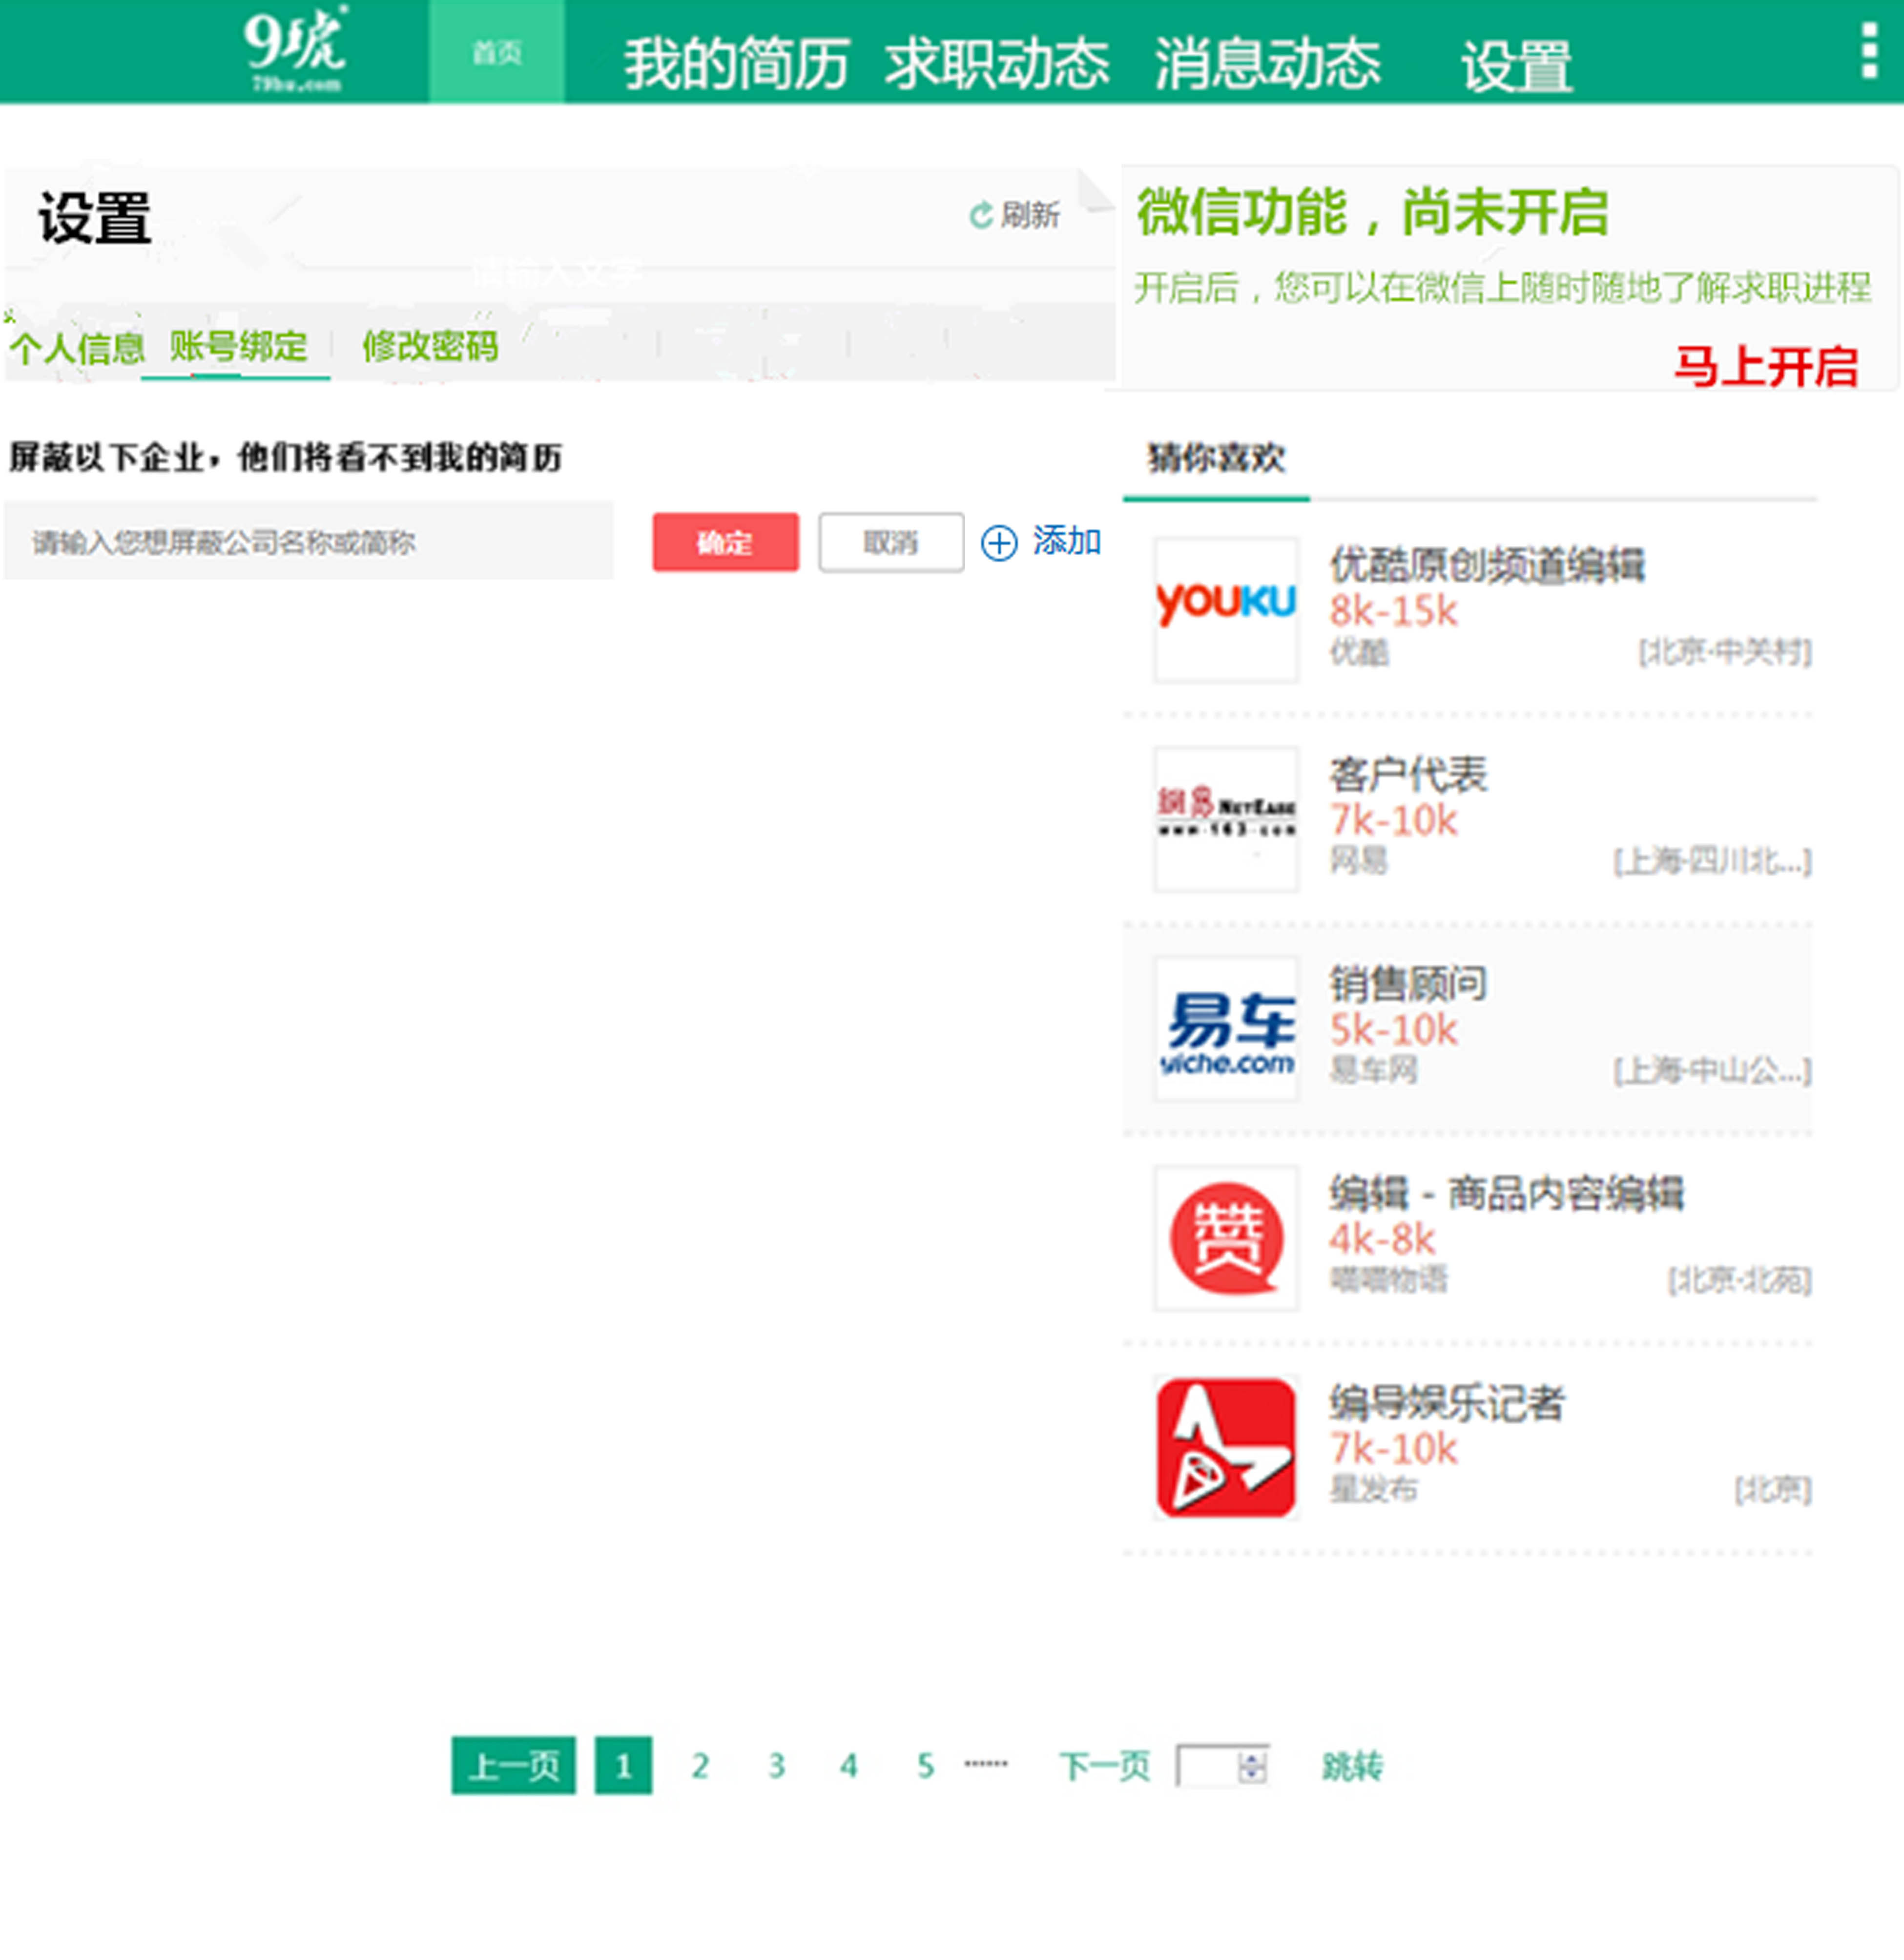 9琥
79hu.com
首页
我的简历
求职动态
消息动态
设置
设置
刷新
请输入文字
个人信息
账号绑定
修改密码
微信功能，尚未开启
开启后，您可以在微信上随时随地了解求职进程
马上开启
屏蔽以下企业，他们将看不到我的简历
请输入您想屏蔽公司名称或简称
确定
取消
添加
猜你喜欢
YOUKU
优酷原创频道编辑
8k-15k
优酷 [北京·中关村]
網易 NETEASE
www.163.com
客户代表
7k-10k
网易 [上海·四川北...]
易车
yiche.com
销售顾问
5k-10k
易车网 [上海·中山公...]
赞
编辑 - 商品内容编辑
4k-8k
喵喵物语 [北京·北苑]
编导娱乐记者
7k-10k
星发布 [北京]
上一页 1 2 3 4 5 ······ 下一页 跳转